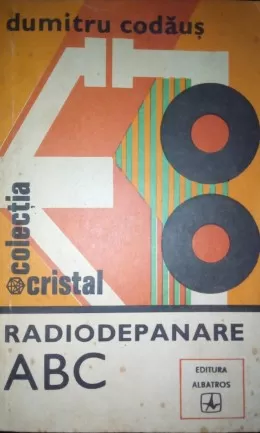 dumitru codăuș
colecția
cristal
RADIODEPANARE
ABC
EDITURA
ALBATROS